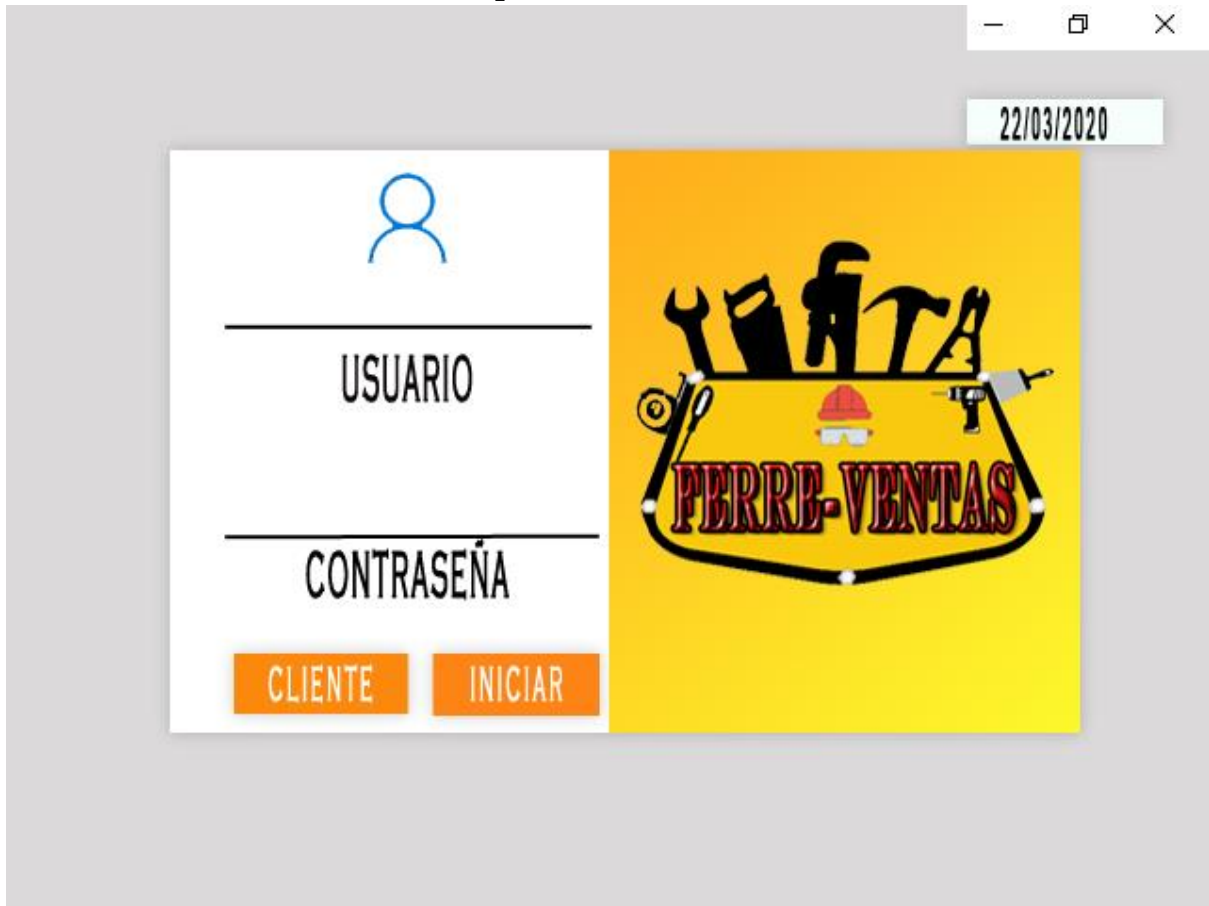 22/03/2020
USUARIO
CONTRASEÑA
CLIENTE
INICIAR
FERRE-VENTAS